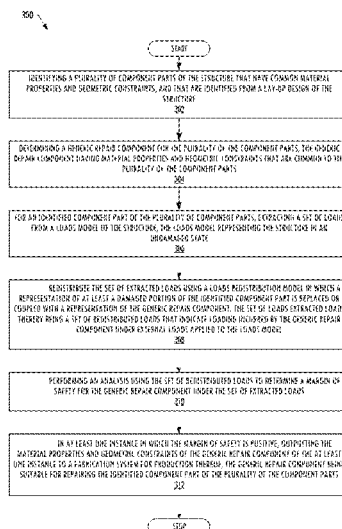 START
IDENTIFYING A PLURALITY OF COMPONENT PARTS OF THE STRUCTURE THAT HAVE COMMON MATERIAL
PROPERTIES AND GEOMETRIC CONSTRAINTS, AND THAT ARE IDENTIFIED FROM A LAY-UP DESIGN OF THE
STRUCTURE
DETERMINING A GENERIC REPAIR COMPONENT FOR THE PLURALITY OF THE COMPONENT PARTS, THE GENERIC
REPAIR COMPONENT HAVING MATERIAL PROPERTIES AND GEOMETRIC CONSTRAINTS THAT ARE COMMON TO THE
PLURALITY OF THE COMPONENT PARTS
FOR AN IDENTIFIED COMPONENT PART OF THE PLURALITY OF COMPONENT PARTS, EXTRACTING A SET OF LOADS
FROM A LOADS MODEL OF THE STRUCTURE, THE LOADS MODEL REPRESENTING THE STRUCTURE IN AN
UNDAMAGED STATE
REDISTRIBUTE THE SET OF EXTRACTED LOADS USING A LOADS REDISTRIBUTION MODEL IN WHICH A
REPRESENTATION OF AT LEAST A DAMAGED PORTION OF THE IDENTIFIED COMPONENT PART IS REPLACED OR
COUPLED WITH A REPRESENTATION OF THE GENERIC REPAIR COMPONENT, THE SET OF LOADS EXTRACTED LOADS
THEREBY BEING A SET OF REDISTRIBUTED LOADS THAT INDICATE LOADING INCURRED BY THE GENERIC REPAIR
COMPONENT UNDER EXTERNAL LOADS APPLIED TO THE LOADS MODEL
PERFORMING AN ANALYSIS USING THE SET OF REDISTRIBUTED LOADS TO DETERMINE A MARGIN OF
SAFETY FOR THE GENERIC REPAIR COMPONENT UNDER THE SET OF EXTRACTED LOADS
IN AT LEAST ONE INSTANCE IN WHICH THE MARGIN OF SAFETY IS POSITIVE, OUTPUTTING THE
MATERIAL PROPERTIES AND GEOMETRIC CONSTRAINTS OF THE GENERIC REPAIR COMPONENT OF THE AT LEAST
ONE INSTANCE TO A FABRICATION SYSTEM FOR PRODUCTION THEREOF, THE GENERIC REPAIR COMPONENT BEING
SUITABLE FOR REPAIRING THE IDENTIFIED COMPONENT PART OF THE PLURALITY OF THE COMPONENT PARTS
STOP